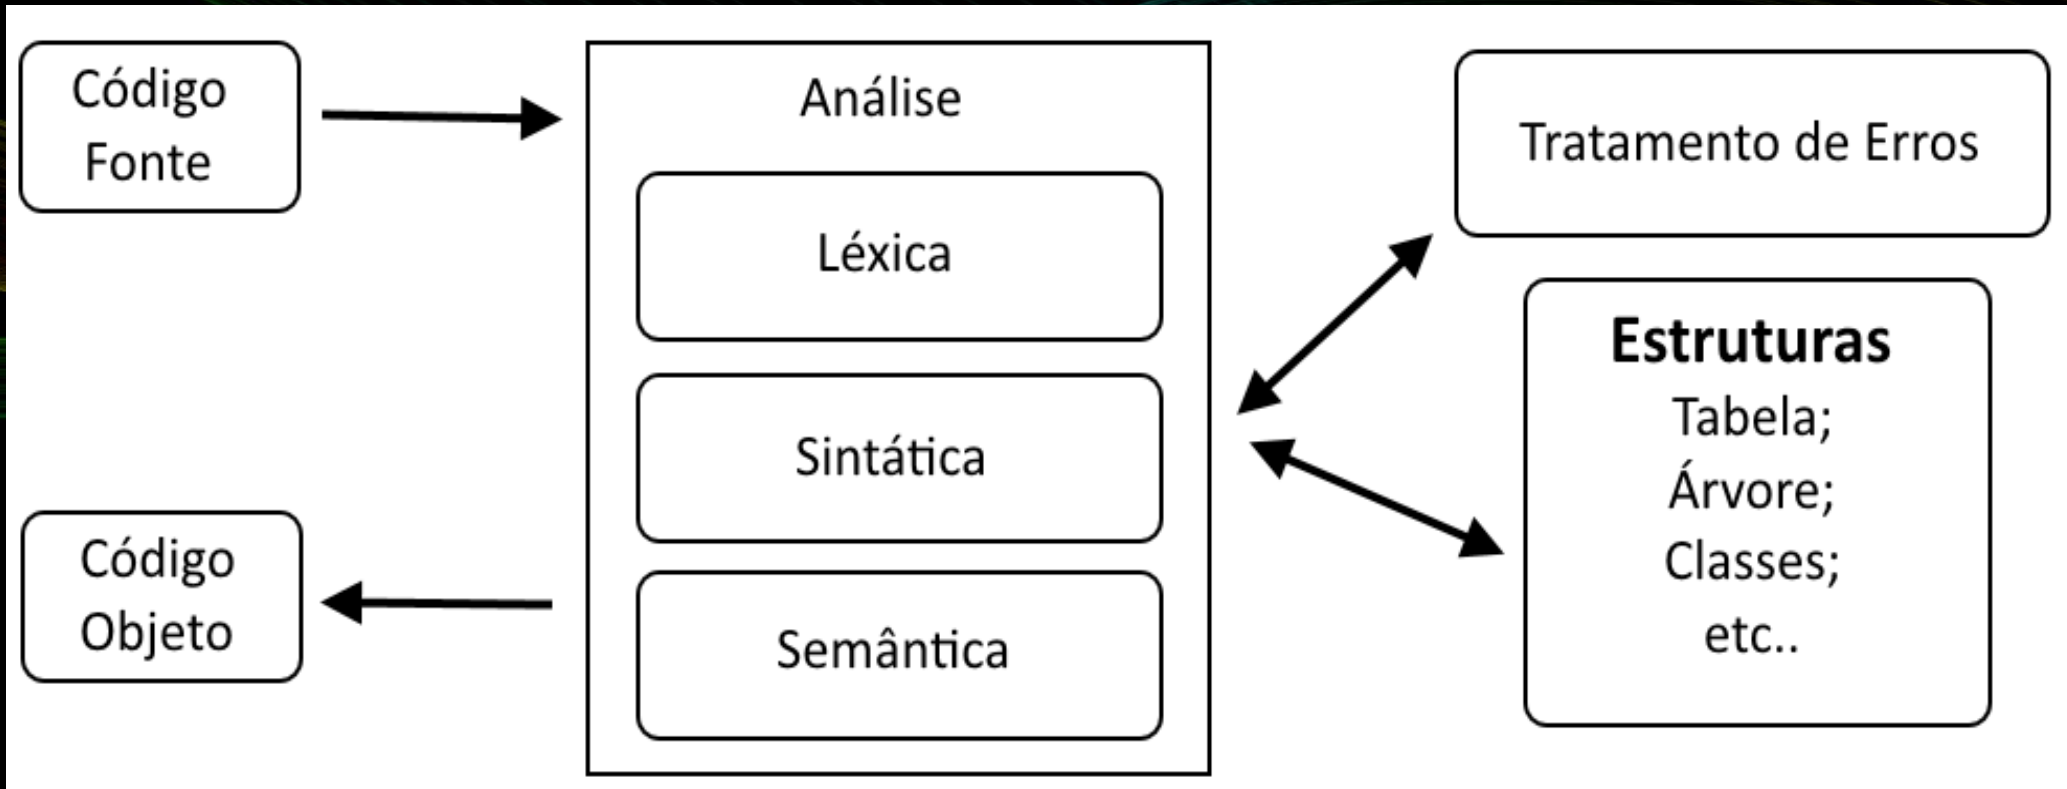 Código
Fonte
Análise
Léxica
Sintática
Semântica
Código
Objeto
Tratamento de Erros
Estruturas
Tabela;
Árvore;
Classes;
etc..